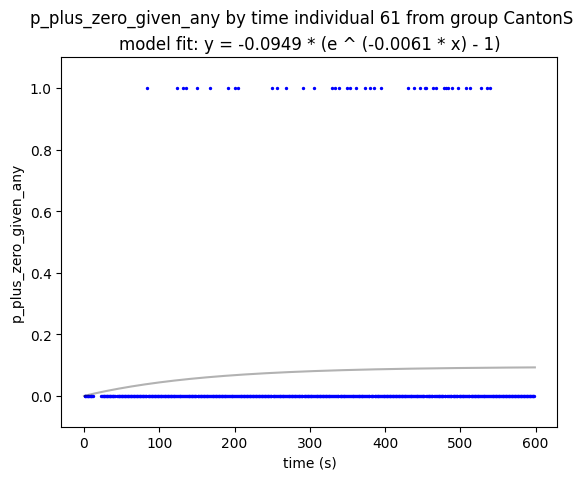 p_plus_zero_given_any by time individual 61 from group CantonS
model fit: y = -0.0949 * (e ^ (-0.0061 * x) - 1)
1.0
0.8
0.6
0.4
0.2
0.0
p_plus_zero_given_any
0 100 200 300 400 500 600
time (s)